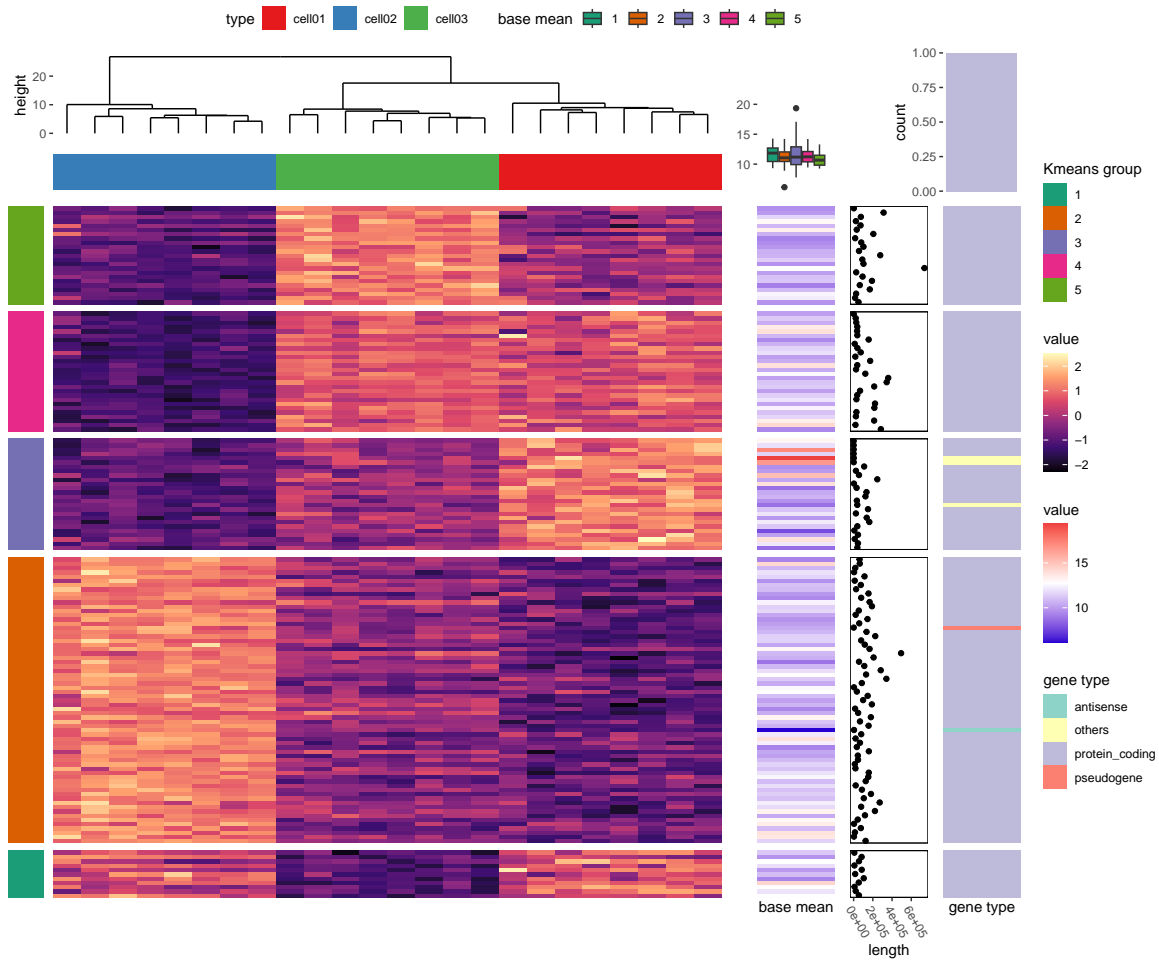 type cell01 cell02 cell03 base mean 1 2 3 4 5
height
20
10
0
20
15
10
count
1.00
0.75
0.50
0.25
0.00
Kmeans group
1
2
3
4
5
value
2
1
0
−1
−2
value
15
10
gene type
antisense
others
protein_coding
pseudogene
base mean
0e+00
2e+05
4e+05
6e+05
length
gene type